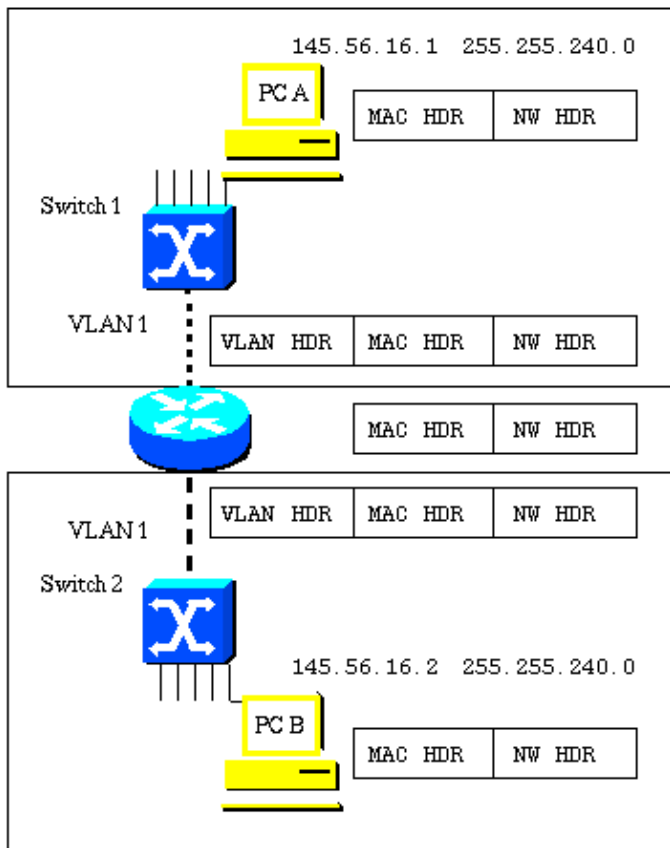 145.56.16.1 255.255.240.0
PC A
MAC HDR NW HDR
Switch 1
VLAN 1
VLAN HDR MAC HDR NW HDR
MAC HDR NW HDR
VLAN HDR MAC HDR NW HDR
VLAN 1
Switch 2
145.56.16.2 255.255.240.0
PC B
MAC HDR NW HDR